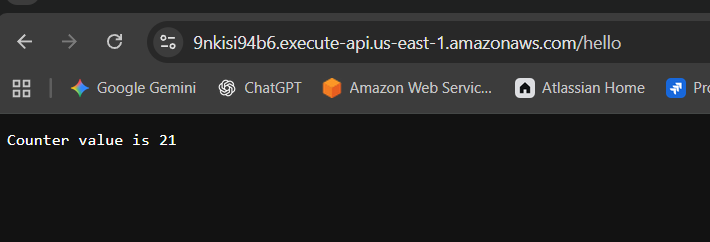 9nkisi94b6.execute-api.us-east-1.amazonaws.com/hello
Google Gemini ChatGPT Amazon Web Servic... Atlassian Home Pr
Counter value is 21